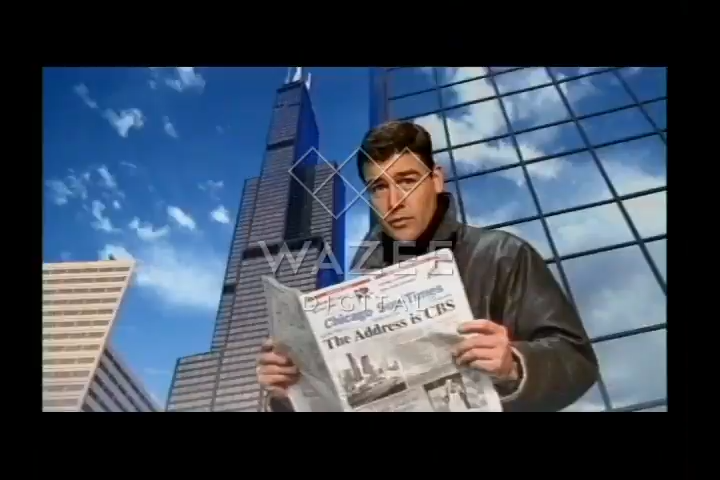 WAZEE
DIGITAL
Chicago Sun-Times
The Address is CBS